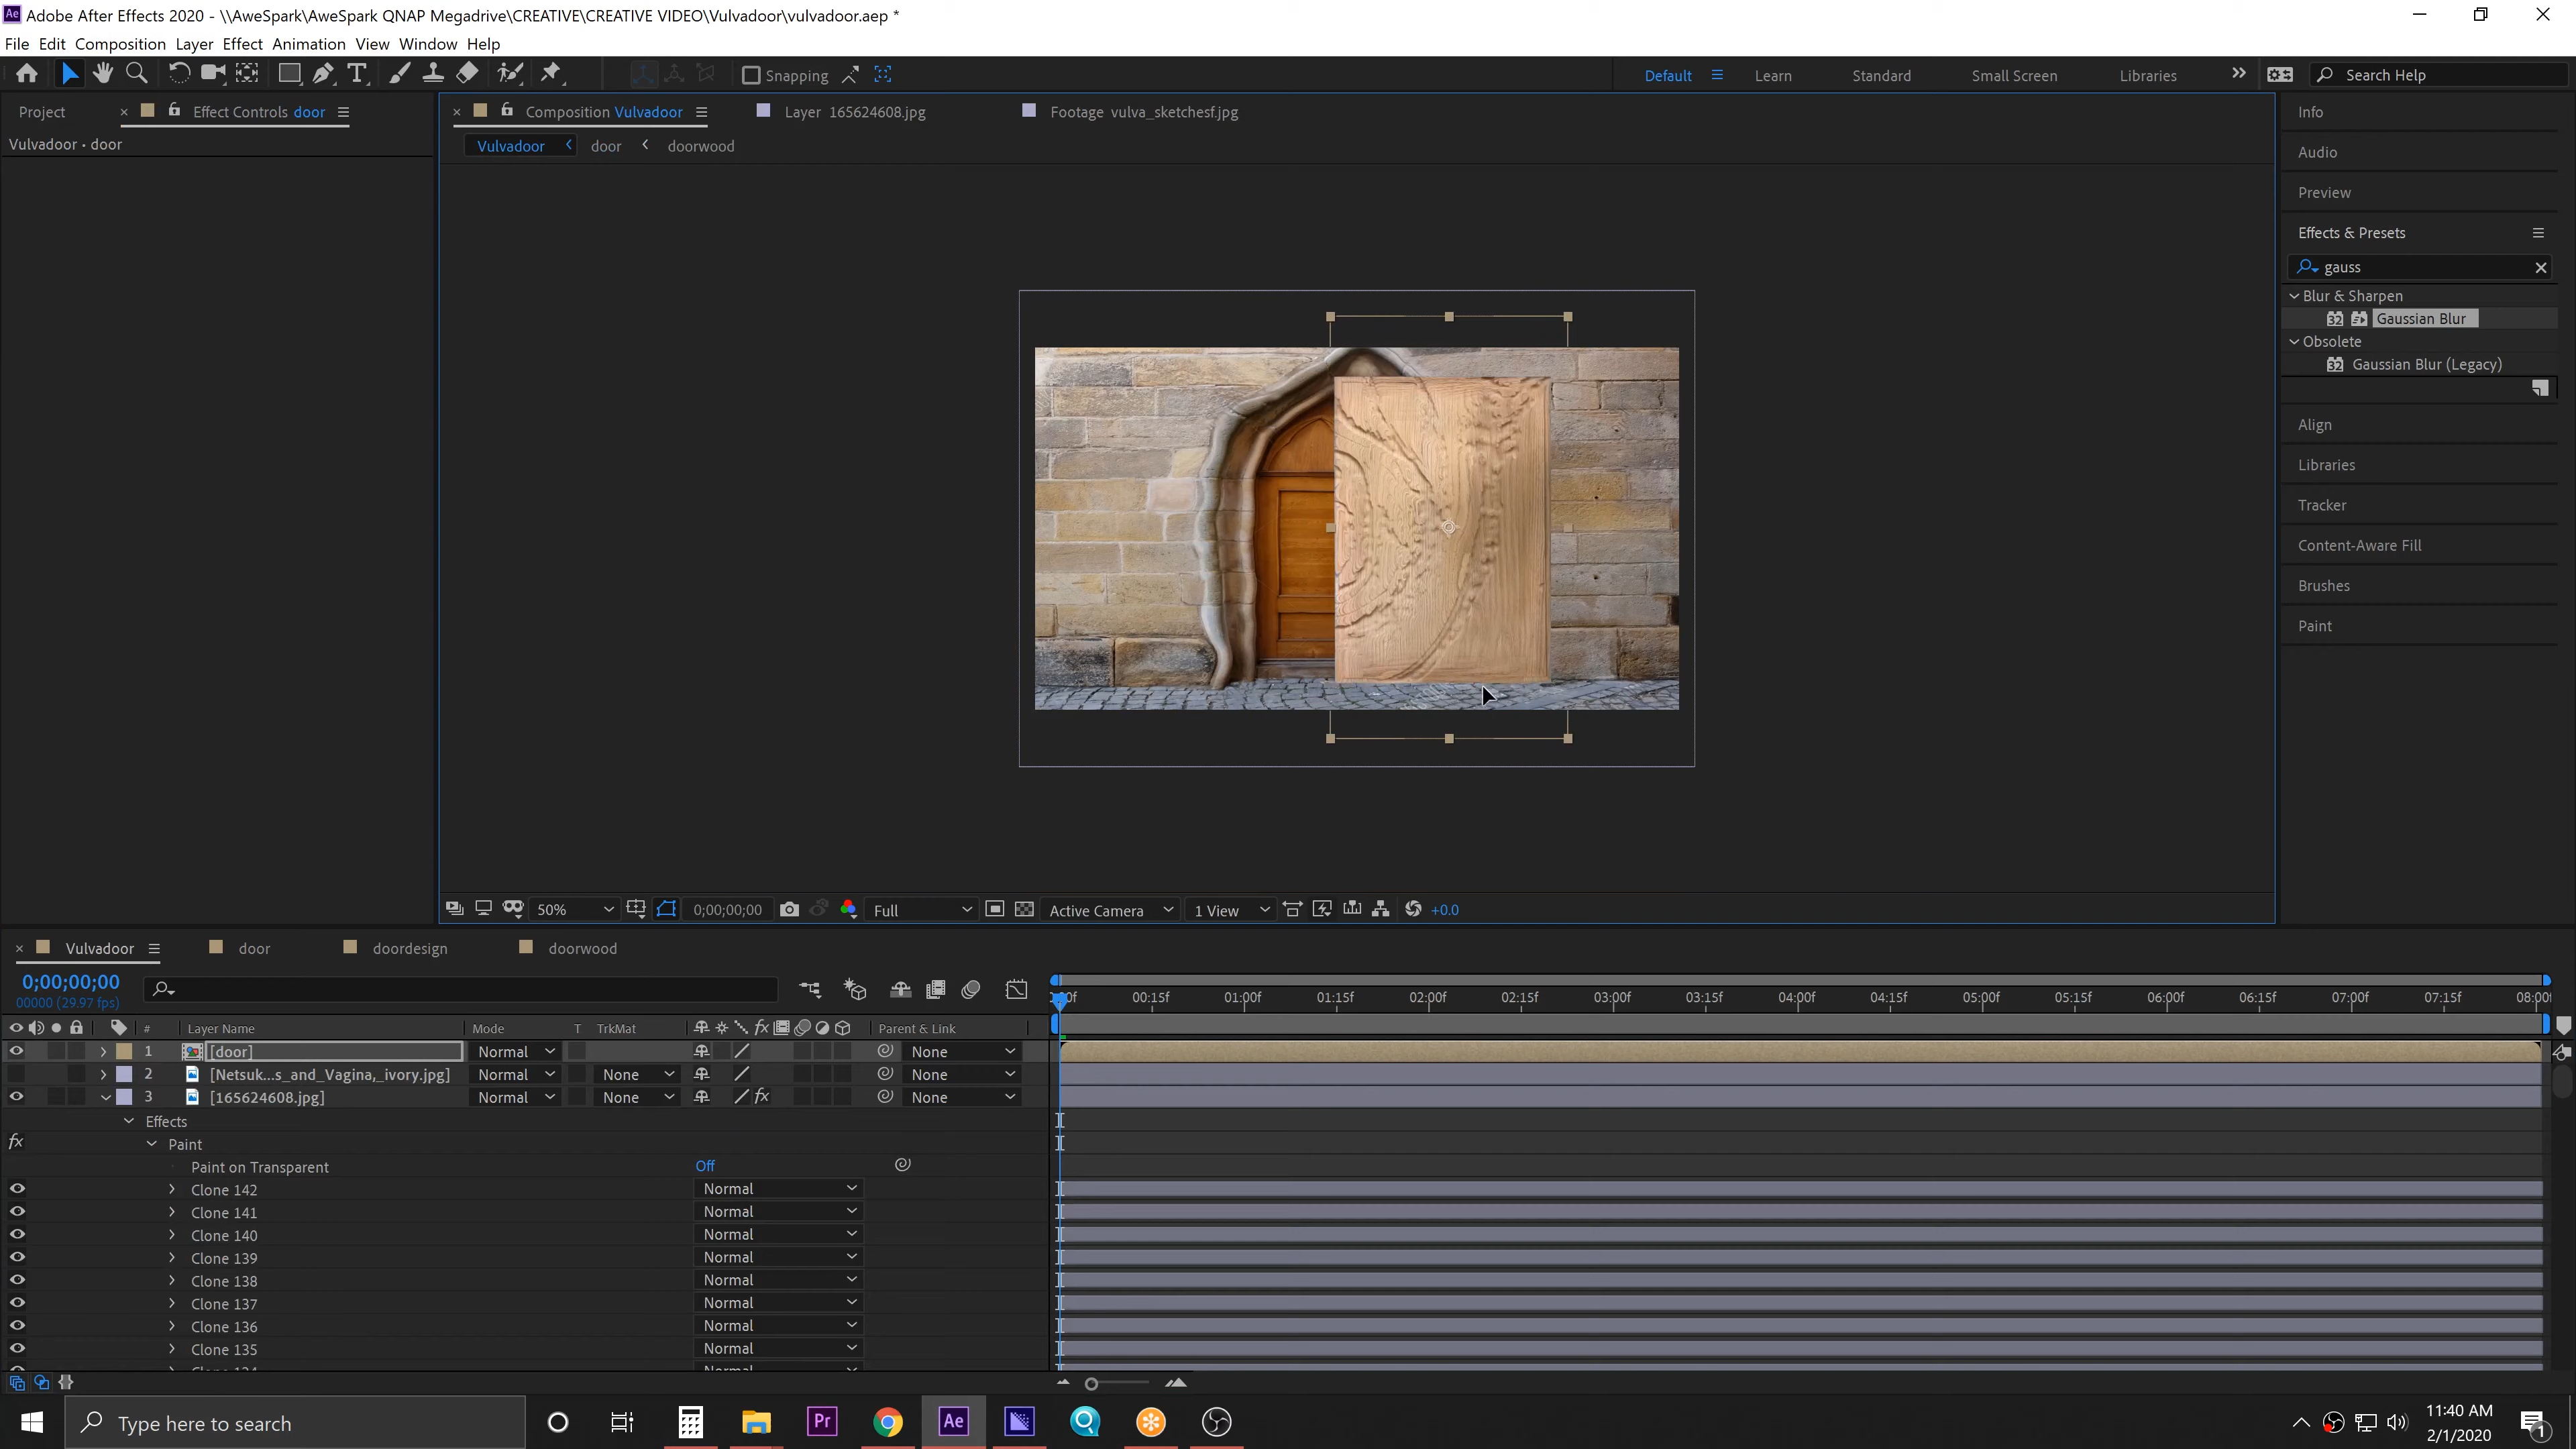 Adobe After Effects 2020 - \\AweSpark\AweSpark QNAP Megadrive\CREATIVE\CREATIVE VIDEO\Vulvadoor\vulvadoor.aep *
File Edit Composition Layer Effect Animation View Window Help
Snapping Default Learn Standard Small Screen Libraries Search Help
Project Effect Controls door Composition Vulvadoor Layer 165624608.jpg Footage vulva_sketchesf.jpg Info
Vulvadoor • door Vulvadoor door doorwood
Audio
Preview
Effects & Presets
gauss
Blur & Sharpen
32 Gaussian Blur
Obsolete
32 Gaussian Blur (Legacy)
Align
Libraries
Tracker
Content-Aware Fill
Brushes
Paint
50% 0;00;00;00 Full Active Camera 1 View +0.0
Vulvadoor door doordesign doorwood
0;00;00;00
00000 (29.97 fps)
00:15f 01:00f 01:15f 02:00f 02:15f 03:00f 03:15f 04:00f 04:15f 05:00f 05:15f 06:00f 06:15f 07:00f 07:15f 08:00f
# Layer Name Mode T TrkMat fx Parent & Link
1 [door] Normal None
2 [Netsuk...s_and_Vagina,_ivory.jpg] Normal None None
3 [165624608.jpg] Normal None fx None
Effects
fx Paint
Paint on Transparent Off
Clone 142 Normal
Clone 141 Normal
Clone 140 Normal
Clone 139 Normal
Clone 138 Normal
Clone 137 Normal
Clone 136 Normal
Clone 135 Normal
Type here to search Pr Ae 11:40 AM
2/1/2020 1